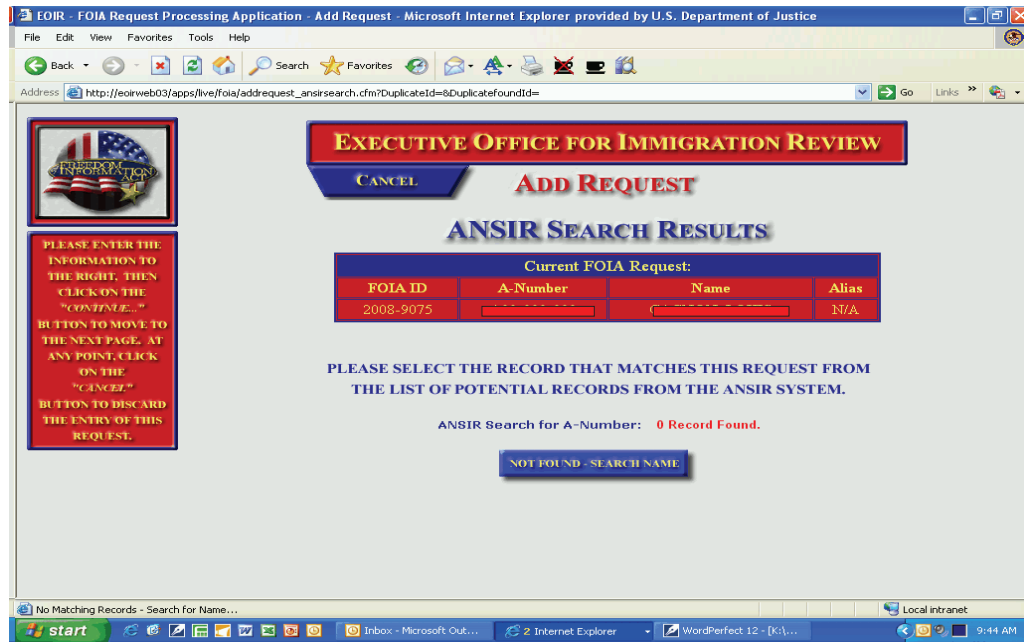 EOIR - FOIA Request Processing Application - Add Request - Microsoft Internet Explorer provided by U.S. Department of Justice
File Edit View Favorites Tools Help
Back Search Favorites
Address http://eoirweb03/apps/live/foia/addrequest_ansirsearch.cfm?DuplicateId=&DuplicatefoundId= Go Links »
FREEDOM
INFORMATION
ACT
PLEASE ENTER THE
INFORMATION TO
THE RIGHT, THEN
CLICK ON THE
"CONTINUE..."
BUTTON TO MOVE TO
THE NEXT PAGE. AT
ANY POINT, CLICK
ON THE
"CANCEL"
BUTTON TO DISCARD
THE ENTRY OF THIS
REQUEST.
EXECUTIVE OFFICE FOR IMMIGRATION REVIEW
CANCEL ADD REQUEST
ANSIR SEARCH RESULTS
Current FOIA Request:
FOIA ID A-Number Name Alias
2008-9075 N/A
PLEASE SELECT THE RECORD THAT MATCHES THIS REQUEST FROM
THE LIST OF POTENTIAL RECORDS FROM THE ANSIR SYSTEM.
ANSIR Search for A-Number: 0 Record Found.
NOT FOUND - SEARCH NAME
No Matching Records - Search for Name... Local intranet
start Inbox - Microsoft Out... 2 Internet Explorer WordPerfect 12 - [K:\... 9:44 AM